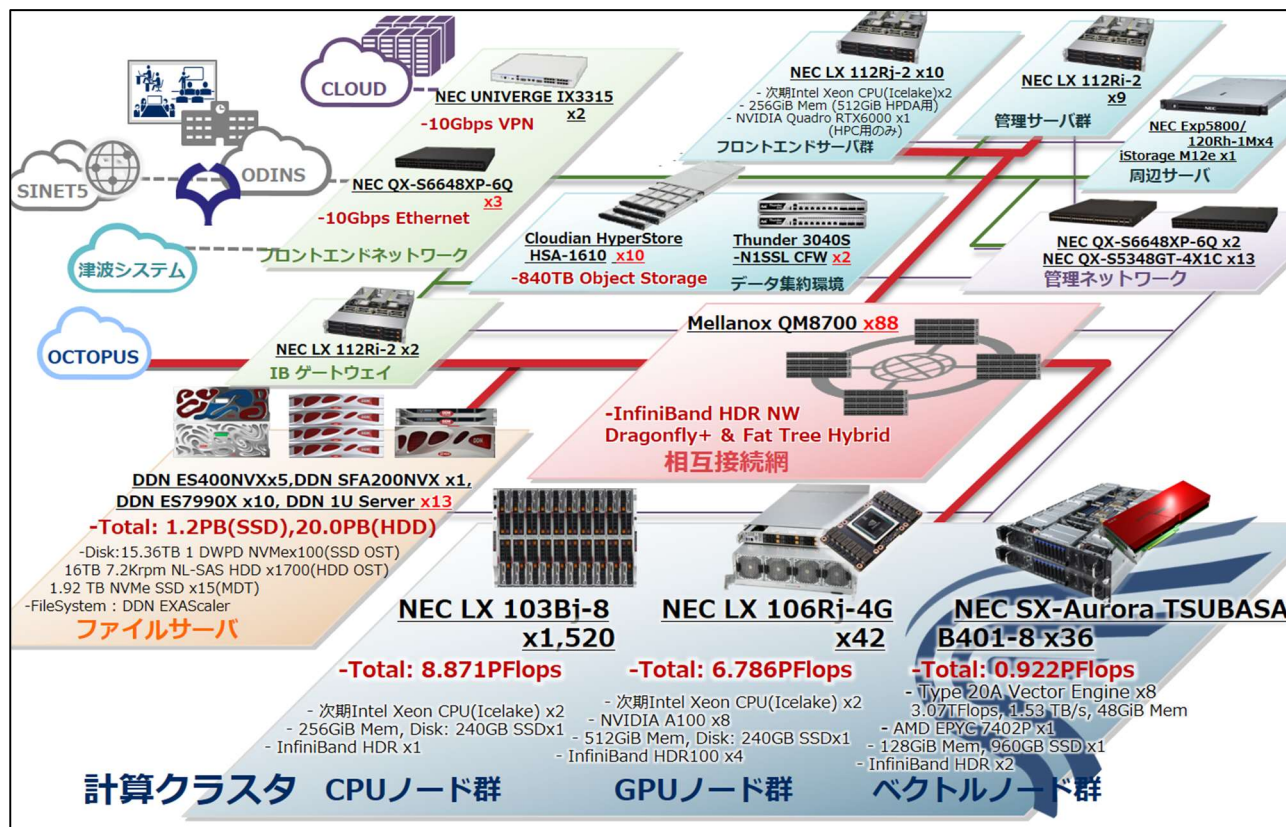 CLOUD
SINET5
ODINS
津波システム
OCTOPUS
NEC UNIVERGE IX3315
x2
-10Gbps VPN
NEC QX-S6648XP-6Q
x3
-10Gbps Ethernet
フロントエンドネットワーク
NEC LX 112Rj-2 x10
- 次期Intel Xeon CPU(Icelake)x2
- 256GiB Mem (512GiB HPDA用)
- NVIDIA Quadro RTX6000 x1
(HPC用のみ)
フロントエンドサーバ群
NEC LX 112Ri-2
x9
管理サーバ群
NEC Exp5800/
120Rh-1Mx4
iStorage M12e x1
周辺サーバ
Cloudian HyperStore
HSA-1610 x10
-840TB Object Storage
Thunder 3040S
-N1SSL CFW x2
データ集約環境
NEC QX-S6648XP-6Q x2
NEC QX-S5348GT-4X1C x13
管理ネットワーク
NEC LX 112Ri-2 x2
IB ゲートウェイ
Mellanox QM8700 x88
-InfiniBand HDR NW
Dragonfly+ & Fat Tree Hybrid
相互接続網
DDN ES400NVXx5,DDN SFA200NVX x1,
DDN ES7990X x10, DDN 1U Server x13
-Total: 1.2PB(SSD),20.0PB(HDD)
-Disk:15.36TB 1 DWPD NVMex100(SSD OST)
16TB 7.2Krpm NL-SAS HDD x1700(HDD OST)
1.92 TB NVMe SSD x15(MDT)
-FileSystem : DDN EXAScaler
ファイルサーバ
NEC LX 103Bj-8
x1,520
-Total: 8.871PFlops
- 次期Intel Xeon CPU(Icelake) x2
- 256GiB Mem, Disk: 240GB SSDx1
- InfiniBand HDR x1
NEC LX 106Rj-4G
x42
-Total: 6.786PFlops
- 次期Intel Xeon CPU(Icelake) x2
- NVIDIA A100 x8
- 512GiB Mem, Disk: 240GB SSDx1
- InfiniBand HDR100 x4
NEC SX-Aurora TSUBASA
B401-8 x36
-Total: 0.922PFlops
- Type 20A Vector Engine x8
3.07TFlops, 1.53 TB/s, 48GiB Mem
- AMD EPYC 7402P x1
- 128GiB Mem, 960GB SSD x1
- InfiniBand HDR x2
計算クラスタ
CPUノード群
GPUノード群
ベクトルノード群